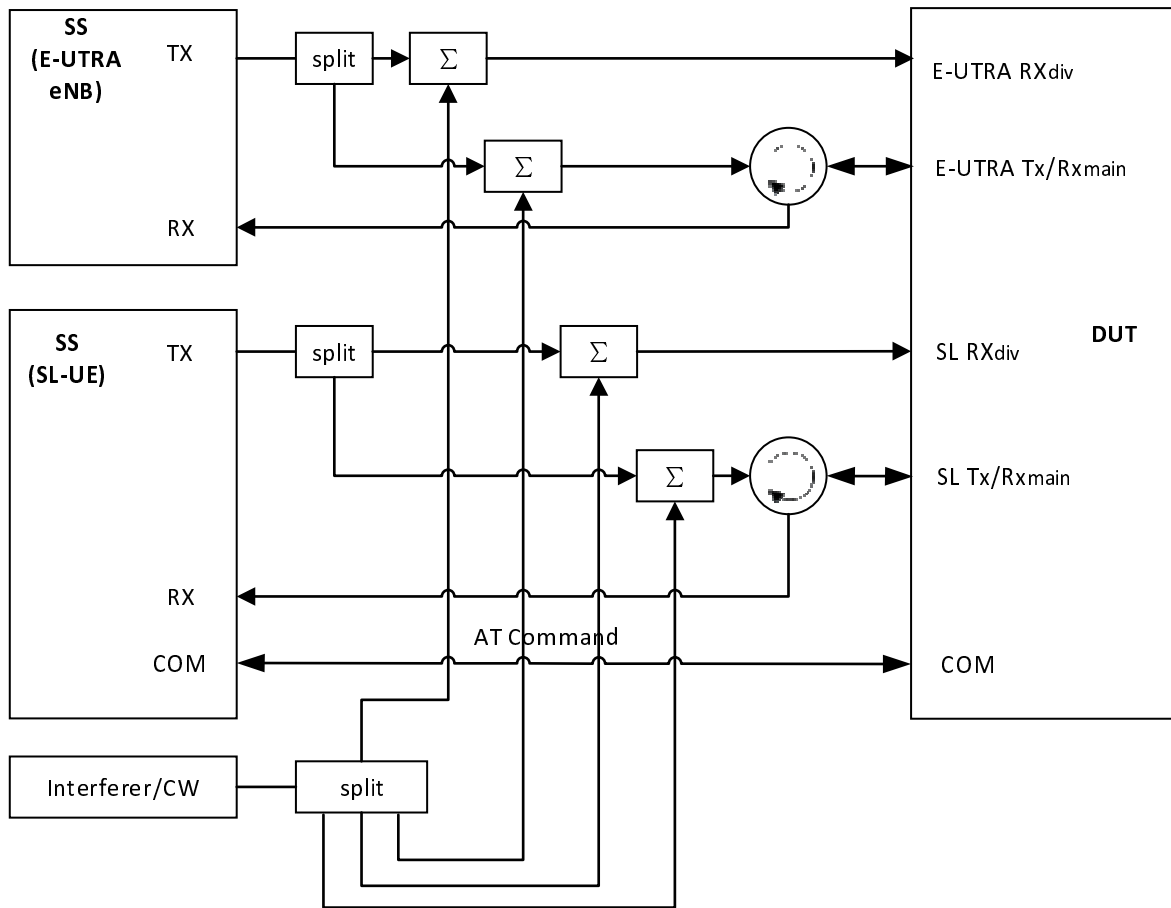 SS
(E-UTRA
eNB)
TX
split
Σ
E-UTRA RXdiv
Σ
E-UTRA Tx/Rxmain
RX
SS
(SL-UE)
TX
split
Σ
SL RXdiv
DUT
Σ
SL Tx/Rxmain
RX
AT Command
COM
COM
Interferer/CW
split